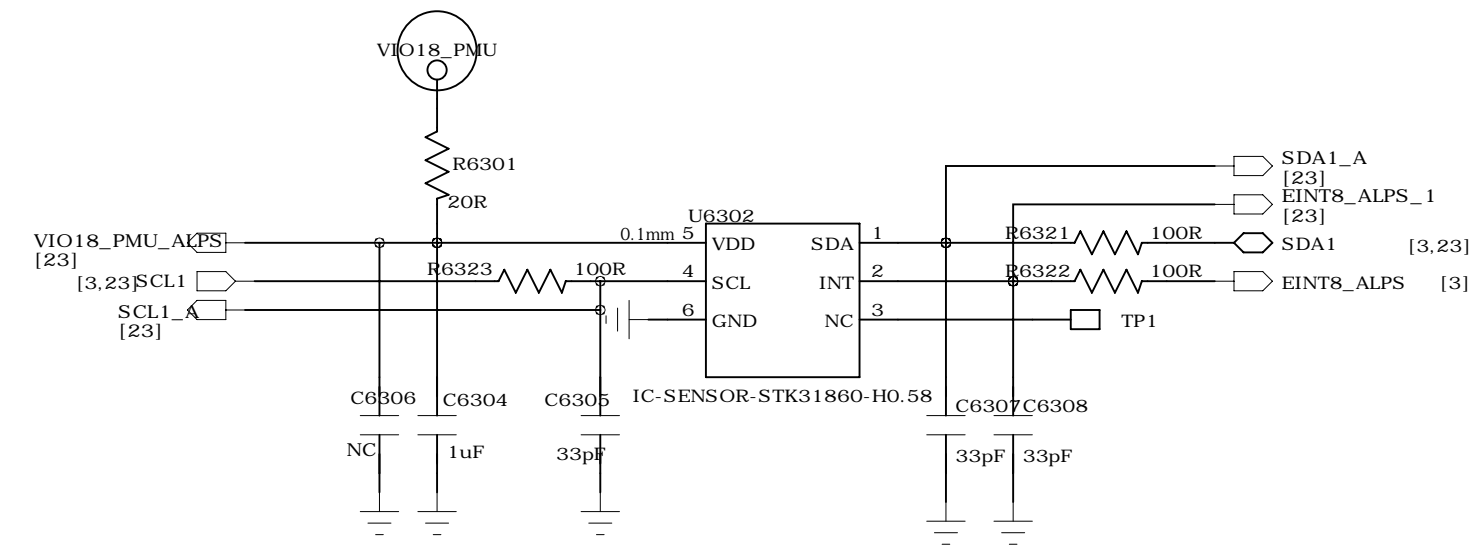 VIO18_PMU
R6301
20R
SDA1_A
[23]
EINT8_ALPS_1
[23]
U6302
VIO18_PMU_ALPS
[23]
0.1mm 5 VDD SDA 1
R6321 100R
SDA1 [3,23]
[3,23] SCL1
R6323 100R
4 SCL INT 2
R6322 100R
EINT8_ALPS [3]
SCL1_A
[23]
6 GND NC 3
TP1
IC-SENSOR-STK31860-H0.58
C6306 C6304 C6305 C6307 C6308
NC 1uF 33pF 33pF 33pF